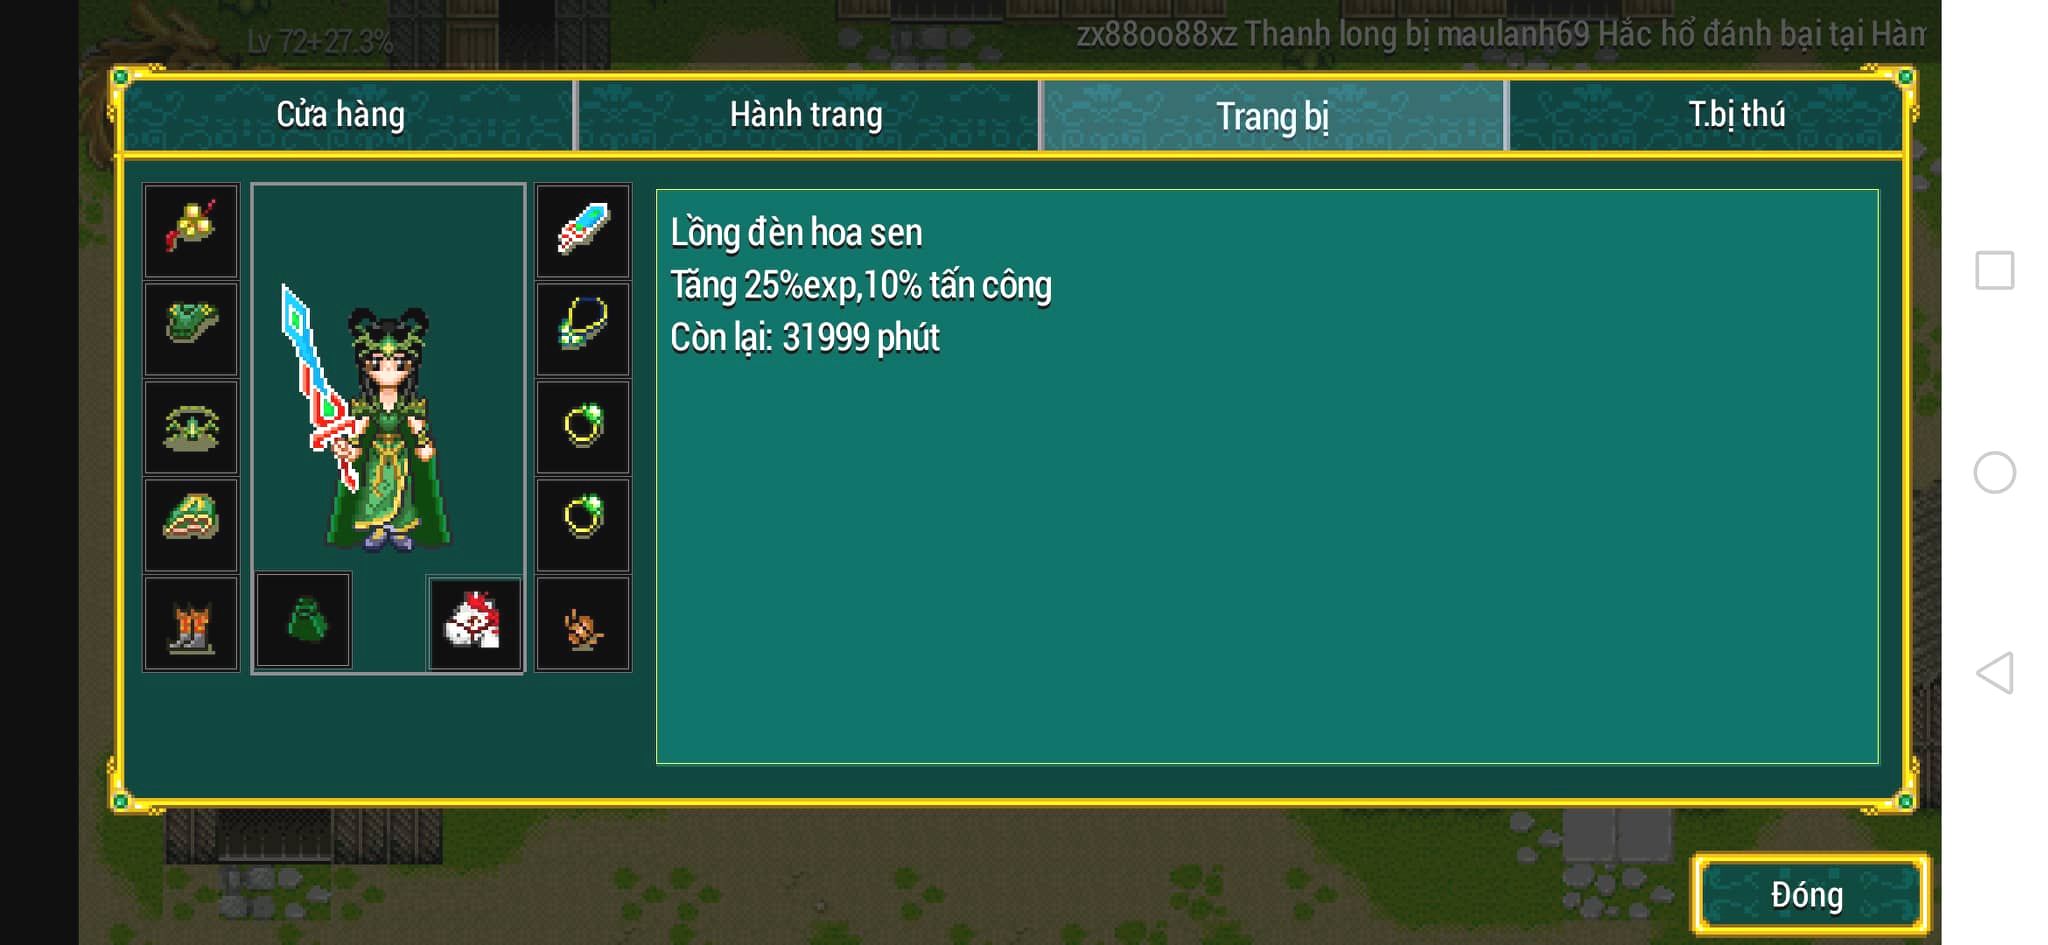 Lv 72+27.3%
zx88oo88xz Thanh long bị maulanh69 Hắc hổ đánh bại tại Hàm
Cửa hàng
Hành trang
Trang bị
T.bị thú
Lồng đèn hoa sen
Tăng 25%exp,10% tấn công
Còn lại: 31999 phút
Đóng